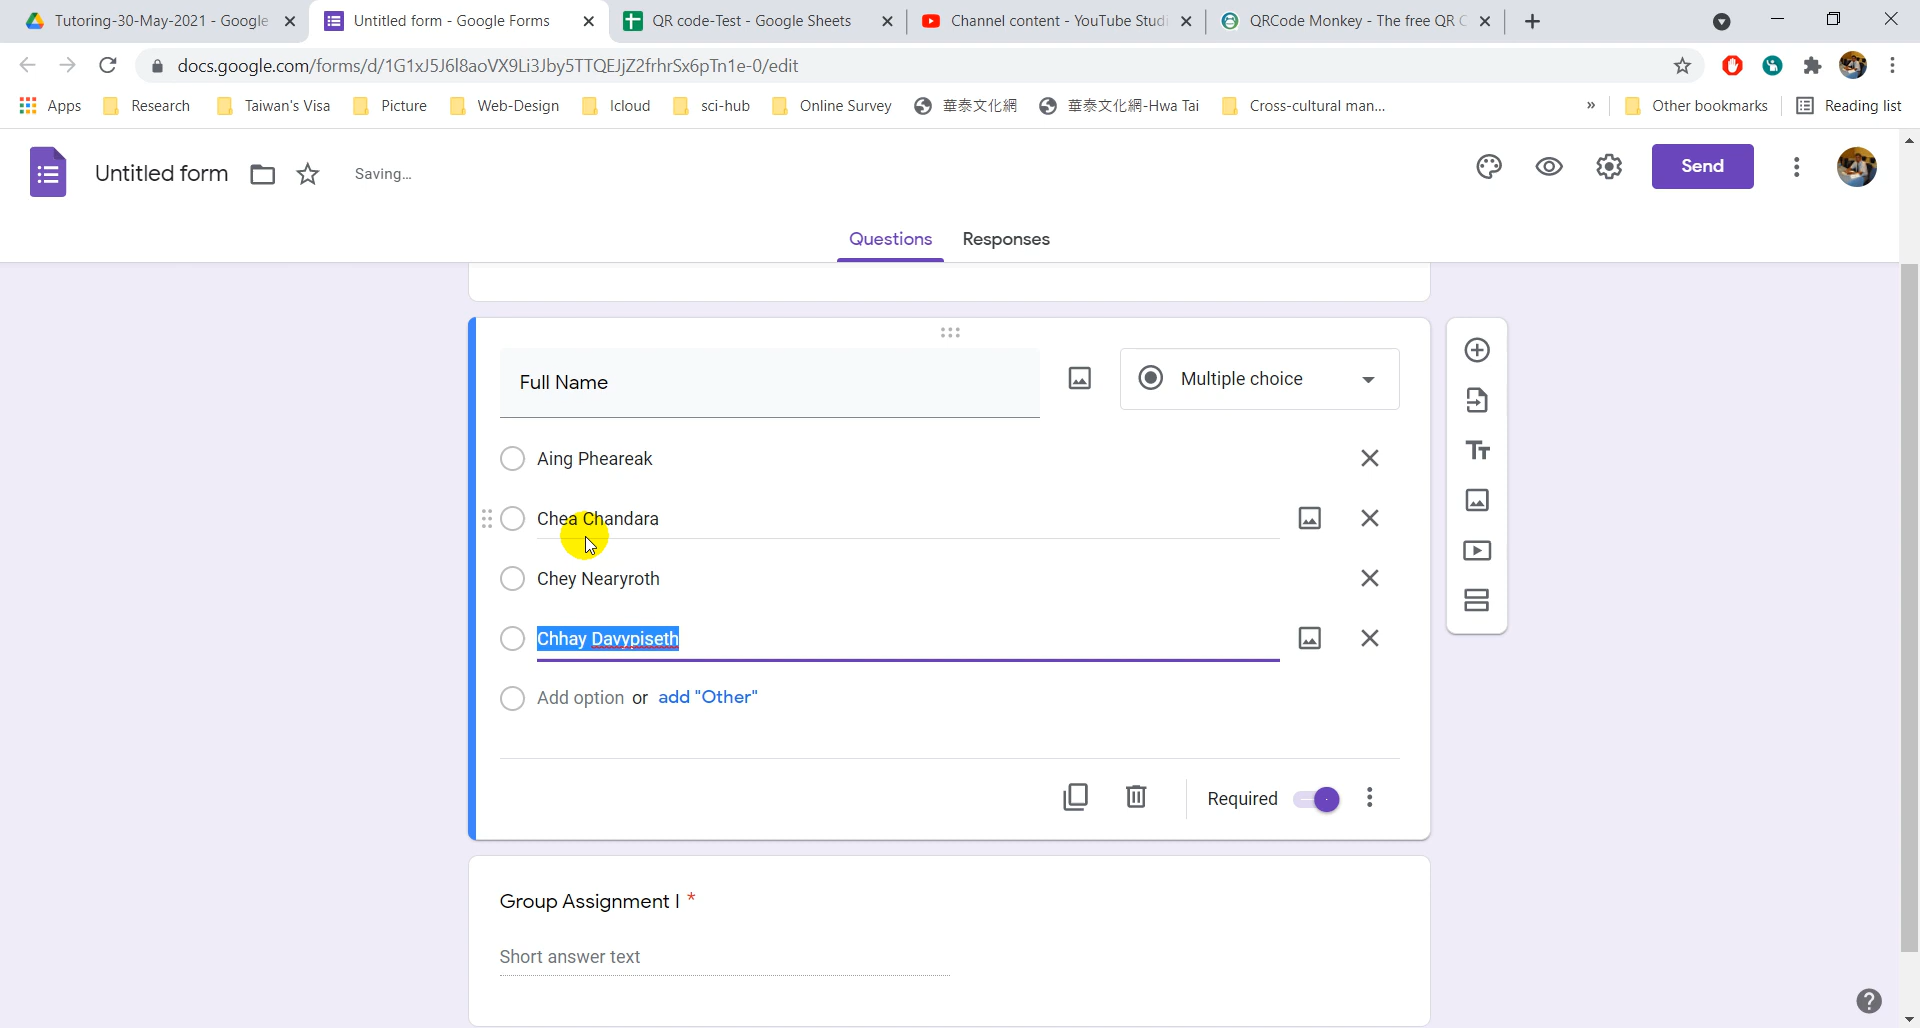 Tutoring-30-May-2021 - Google
Untitled form - Google Forms
QR code-Test - Google Sheets
Channel content - YouTube Studi
QRCode Monkey - The free QR C
docs.google.com/forms/d/1G1xJ5J6l8aoVX9Li3Jby5TTQEJjZ2frhrSx6pTn1e-0/edit
Apps
Research
Taiwan's Visa
Picture
Web-Design
Icloud
sci-hub
Online Survey
華泰文化網
華泰文化網-Hwa Tai
Cross-cultural man...
»
Other bookmarks
Reading list
Untitled form
Saving...
Send
Questions
Responses
Full Name
Multiple choice
Aing Pheareak
Chea Chandara
Chey Nearyroth
Chhay Davypiseth
Add option or add "Other"
Required
Tт
Group Assignment I *
Short answer text